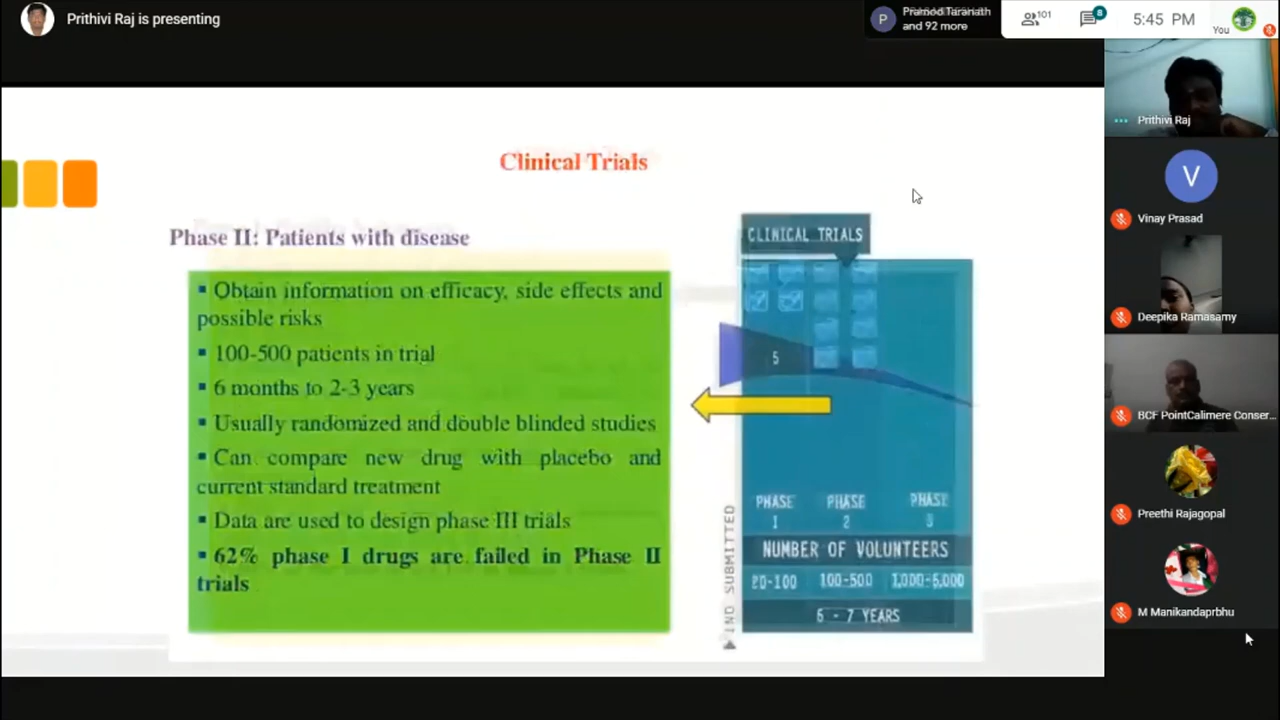 Prithivi Raj is presenting
Pramod Taranath
and 92 more
101
8
5:45 PM
You
Clinical Trials
Phase II: Patients with disease
▪ Obtain information on efficacy, side effects and
possible risks
▪ 100-500 patients in trial
▪ 6 months to 2-3 years
▪ Usually randomized and double blinded studies
▪ Can compare new drug with placebo and
current standard treatment
▪ Data are used to design phase III trials
▪ 62% phase I drugs are failed in Phase II
trials
CLINICAL TRIALS
5
IND SUBMITTED
PHASE PHASE PHASE
1 2 3
NUMBER OF VOLUNTEERS
20-100 100-500 1,000-5,000
6 - 7 YEARS
Prithivi Raj
V
Vinay Prasad
Deepika Ramasamy
BCF PointCalimere Conser...
Preethi Rajagopal
M Manikandaprbhu
P